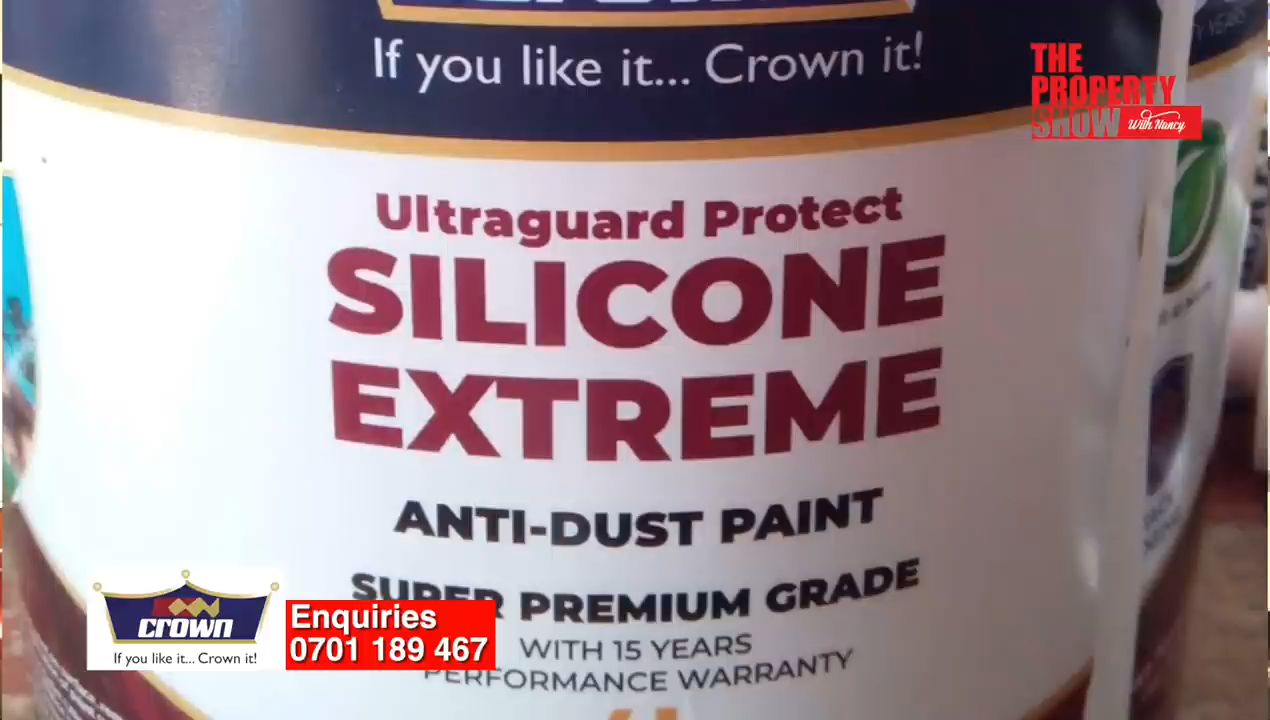 If you like it... Crown it!
THE
PROPERTY
SHOW With Nancy
Ultraguard Protect
SILICONE
EXTREME
ANTI-DUST PAINT
SUPER PREMIUM GRADE
WITH 15 YEARS
PERFORMANCE WARRANTY
crown
If you like it... Crown it!
Enquiries
0701 189 467